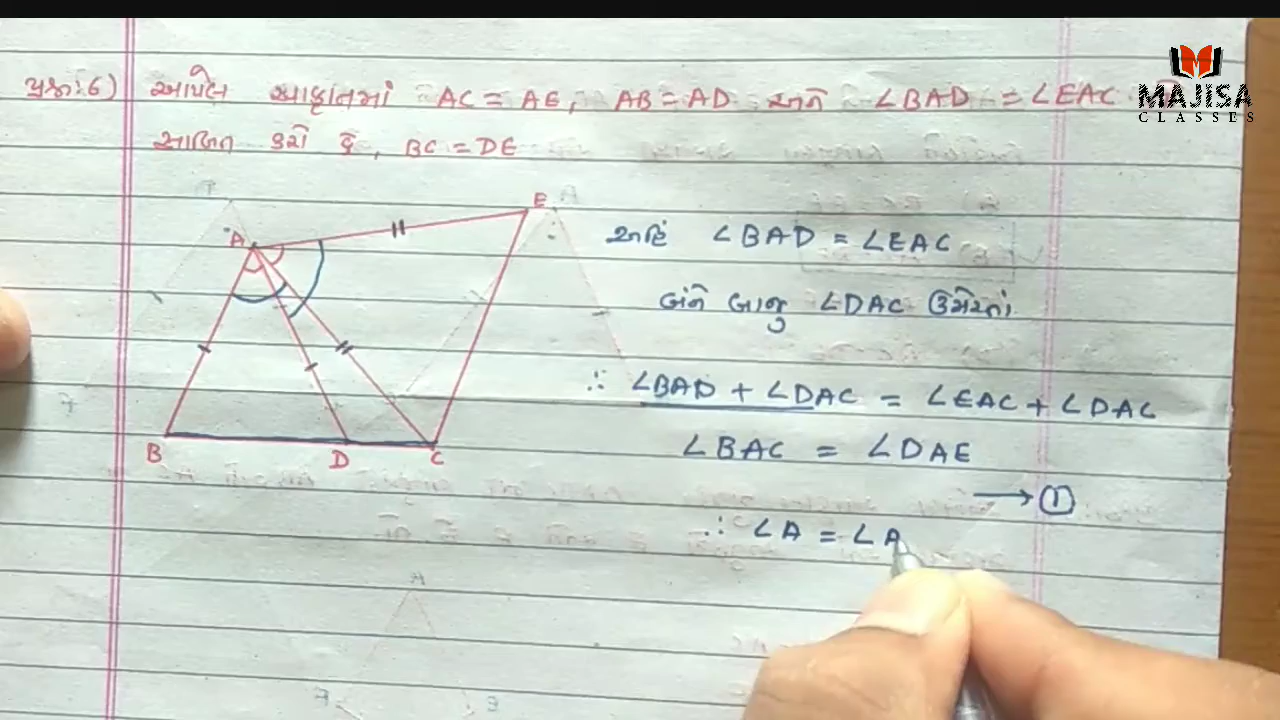 પ્રશ્ન:6) આપેલ આકૃતિમાં AC = AE, AB = AD અને ∠BAD = ∠EAC
સાબિત કરો કે, BC = DE
MAJISA
CLASSES
A
E
B
D
C
અહિં ∠BAD = ∠EAC
બંને બાજુ ∠DAC ઉમેરતાં
∴ ∠BAD + ∠DAC = ∠EAC + ∠DAC
∠BAC = ∠DAE
→ ①
∴ ∠A = ∠A